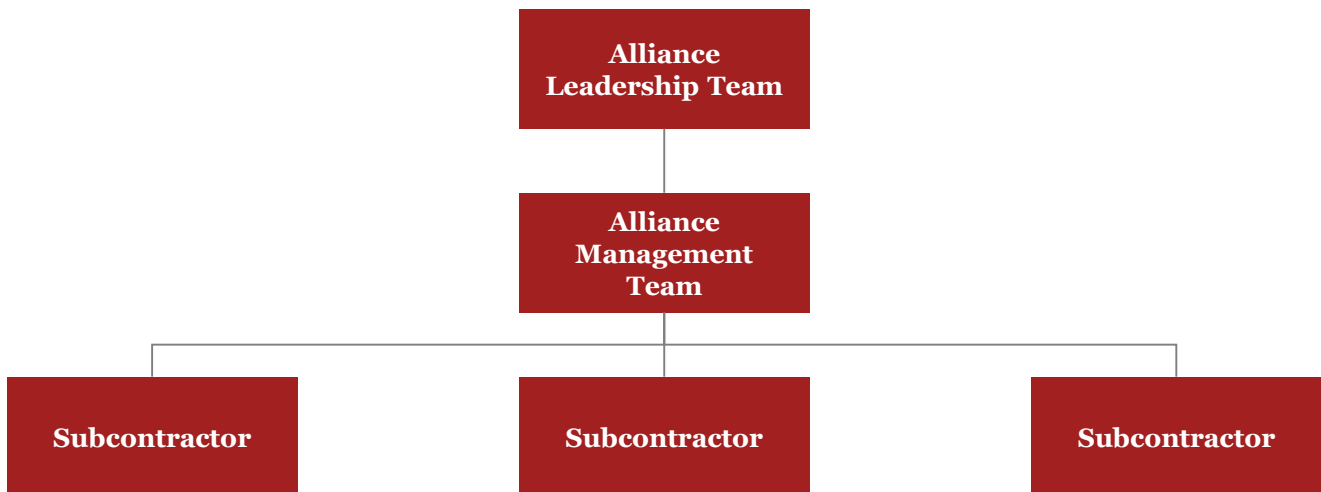 Alliance
Leadership Team
Alliance
Management
Team
Subcontractor
Subcontractor
Subcontractor